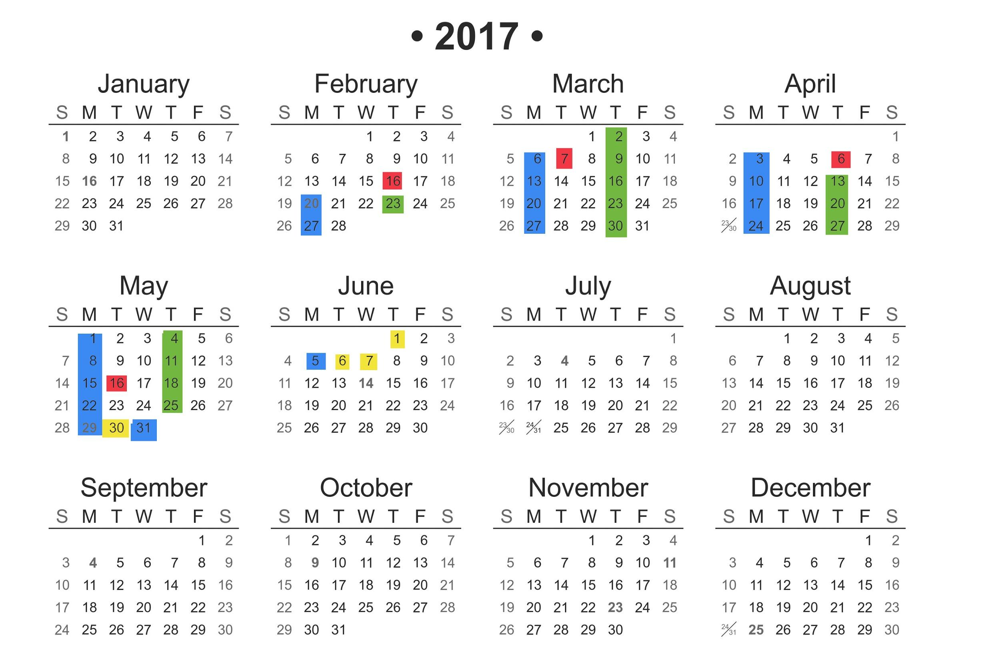 • 2017 •
January February March April
S M T W T F S S M T W T F S S M T W T F S S M T W T F S
1 2 3 4 5 6 7 1 2 3 4 1 2 3 4 1
8 9 10 11 12 13 14 5 6 7 8 9 10 11 5 6 7 8 9 10 11 2 3 4 5 6 7 8
15 16 17 18 19 20 21 12 13 14 15 16 17 18 12 13 14 15 16 17 18 9 10 11 12 13 14 15
22 23 24 25 26 27 28 19 20 21 22 23 24 25 19 20 21 22 23 24 25 16 17 18 19 20 21 22
29 30 31 26 27 28 26 27 28 29 30 31 23/30 24 25 26 27 28 29
May June July August
S M T W T F S S M T W T F S S M T W T F S S M T W T F S
1 2 3 4 5 6 1 2 3 1 1 2 3 4 5
7 8 9 10 11 12 13 4 5 6 7 8 9 10 2 3 4 5 6 7 8 6 7 8 9 10 11 12
14 15 16 17 18 19 20 11 12 13 14 15 16 17 9 10 11 12 13 14 15 13 14 15 16 17 18 19
21 22 23 24 25 26 27 18 19 20 21 22 23 24 16 17 18 19 20 21 22 20 21 22 23 24 25 26
28 29 30 31 25 26 27 28 29 30 23/30 24/31 25 26 27 28 29 27 28 29 30 31
September October November December
S M T W T F S S M T W T F S S M T W T F S S M T W T F S
1 2 1 2 3 4 5 6 7 1 2 3 4 1 2
3 4 5 6 7 8 9 8 9 10 11 12 13 14 5 6 7 8 9 10 11 3 4 5 6 7 8 9
10 11 12 13 14 15 16 15 16 17 18 19 20 21 12 13 14 15 16 17 18 10 11 12 13 14 15 16
17 18 19 20 21 22 23 22 23 24 25 26 27 28 19 20 21 22 23 24 25 17 18 19 20 21 22 23
24 25 26 27 28 29 30 29 30 31 26 27 28 29 30 24/31 25 26 27 28 29 30